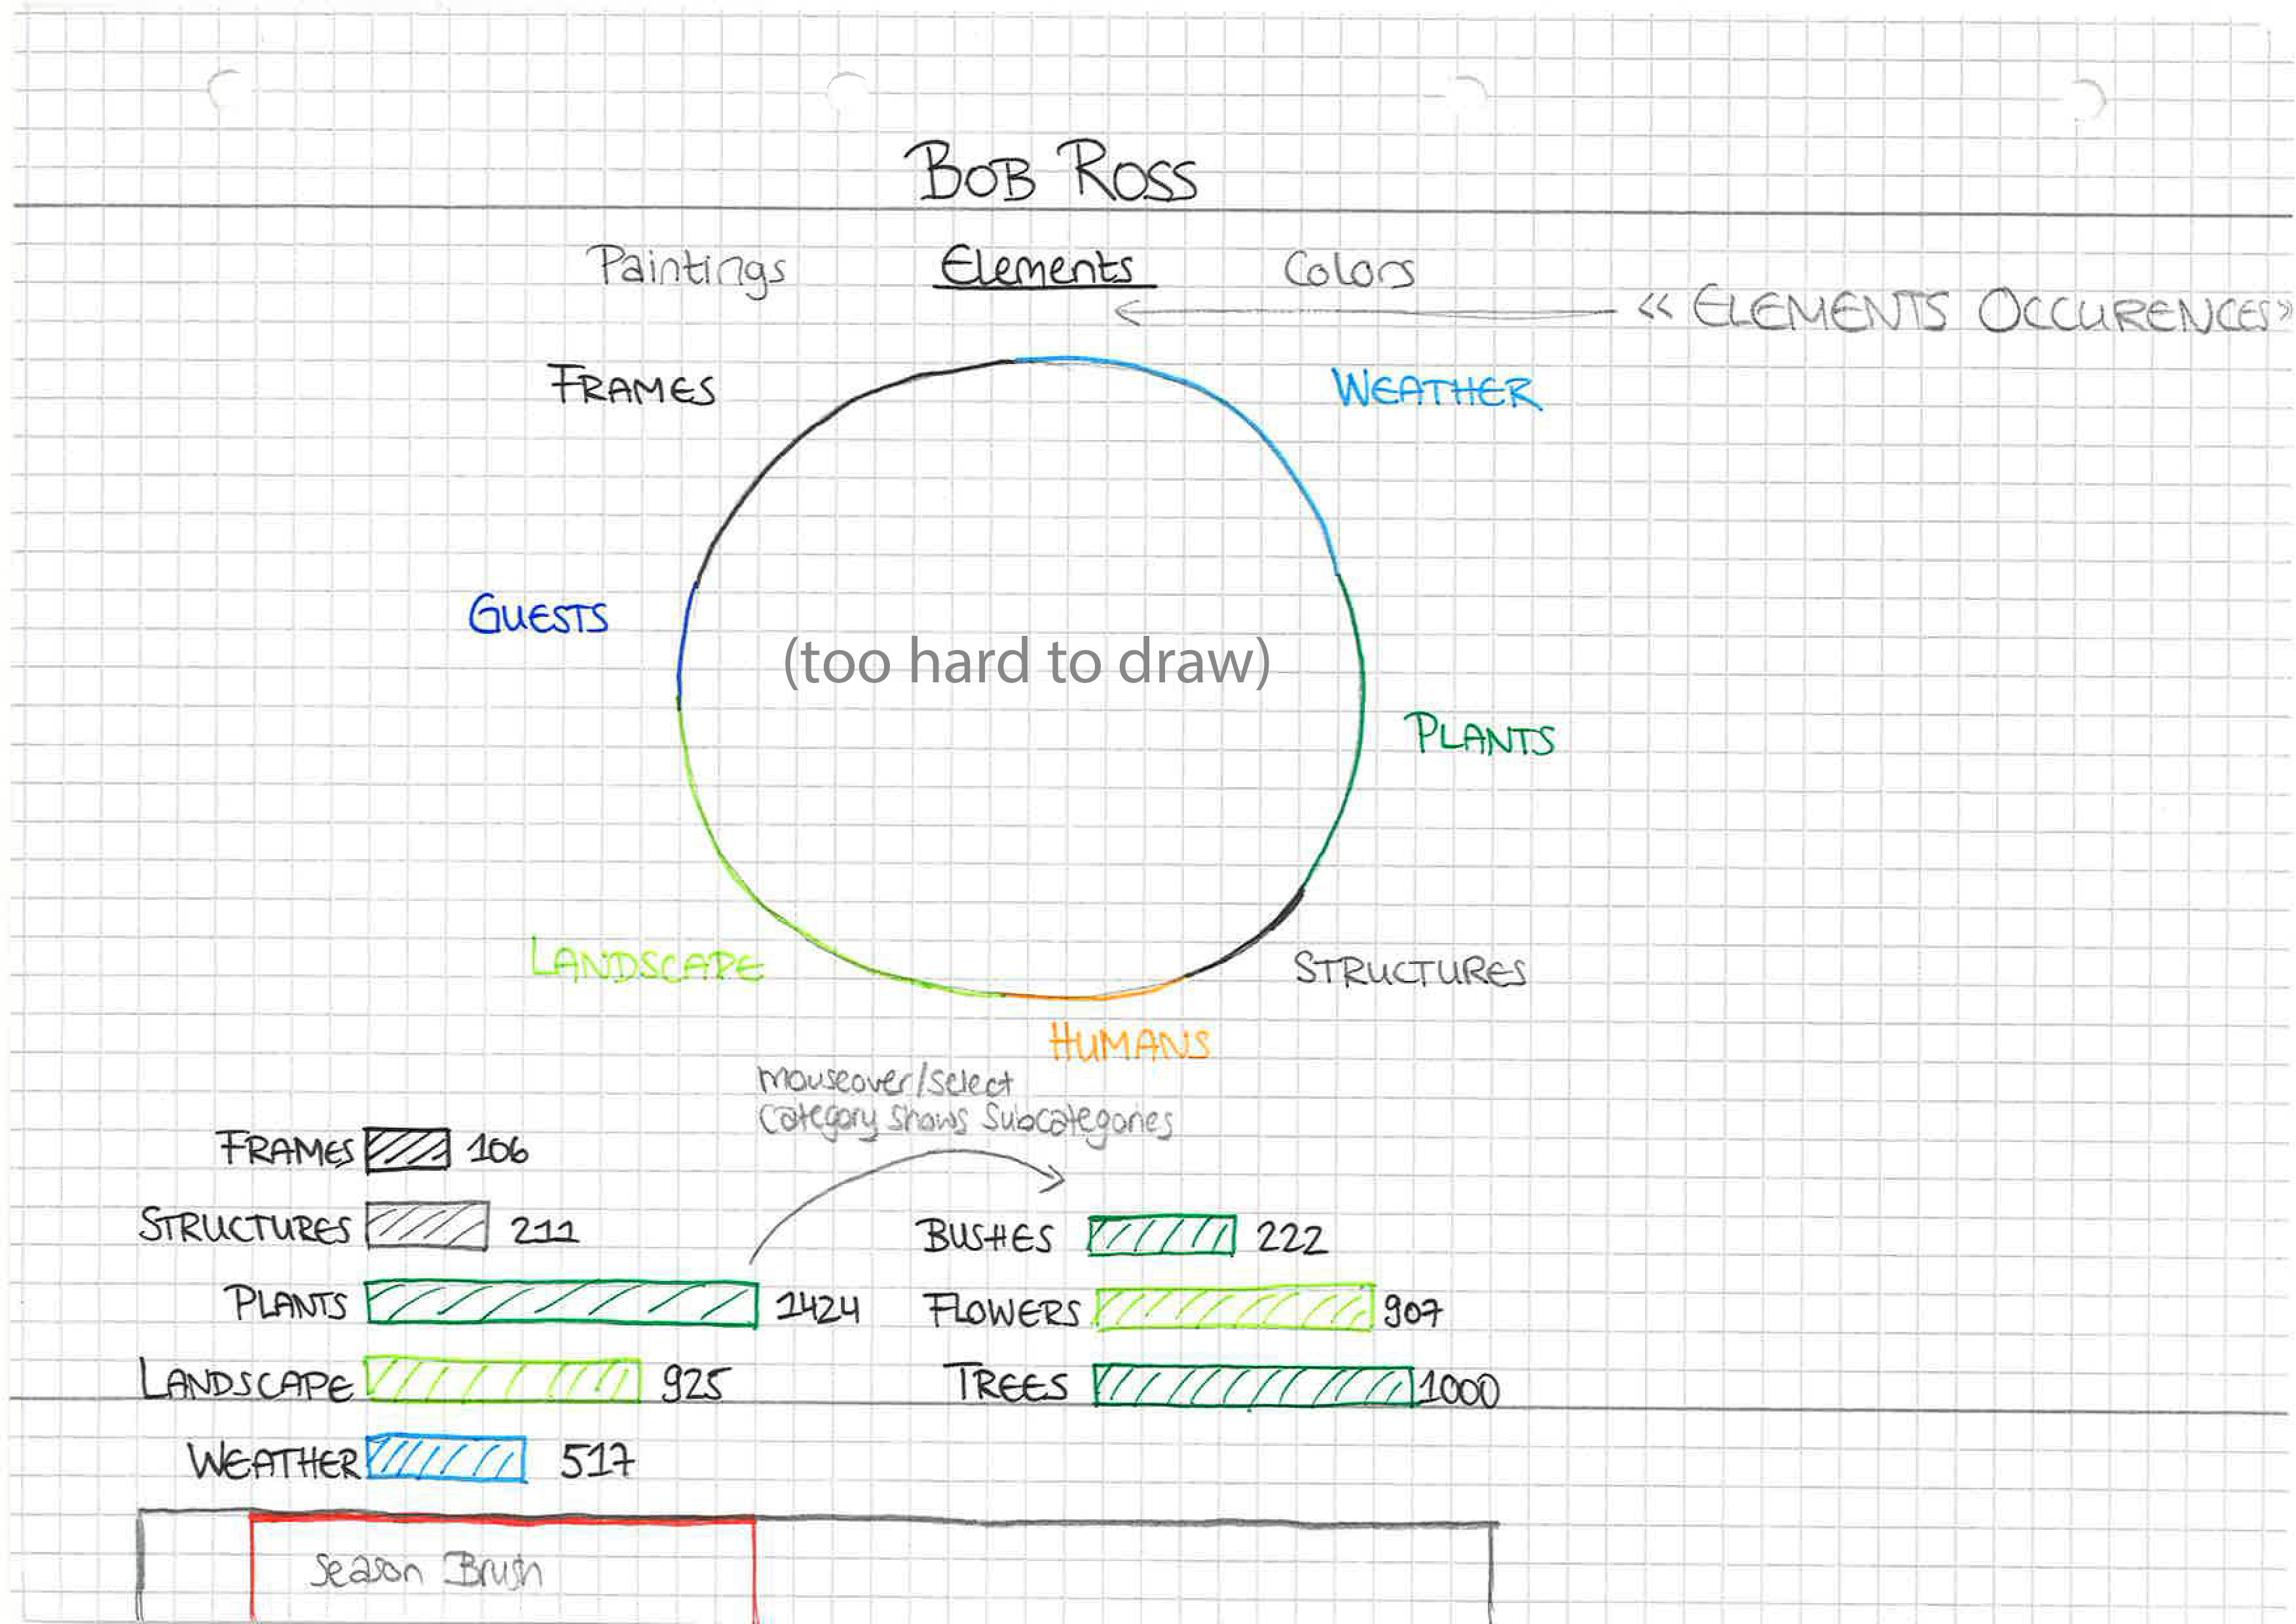 BOB ROSS
Paintings Elements Colors
<< ELEMENTS OCCURENCES >>
FRAMES WEATHER
GUESTS
(too hard to draw)
PLANTS
LANDSCAPE STRUCTURES
HUMANS
mouseover/select
category shows subcategories
FRAMES 106
STRUCTURES 211
PLANTS 1424
LANDSCAPE 925
WEATHER 517
BUSHES 222
FLOWERS 907
TREES 1000
Season Brush